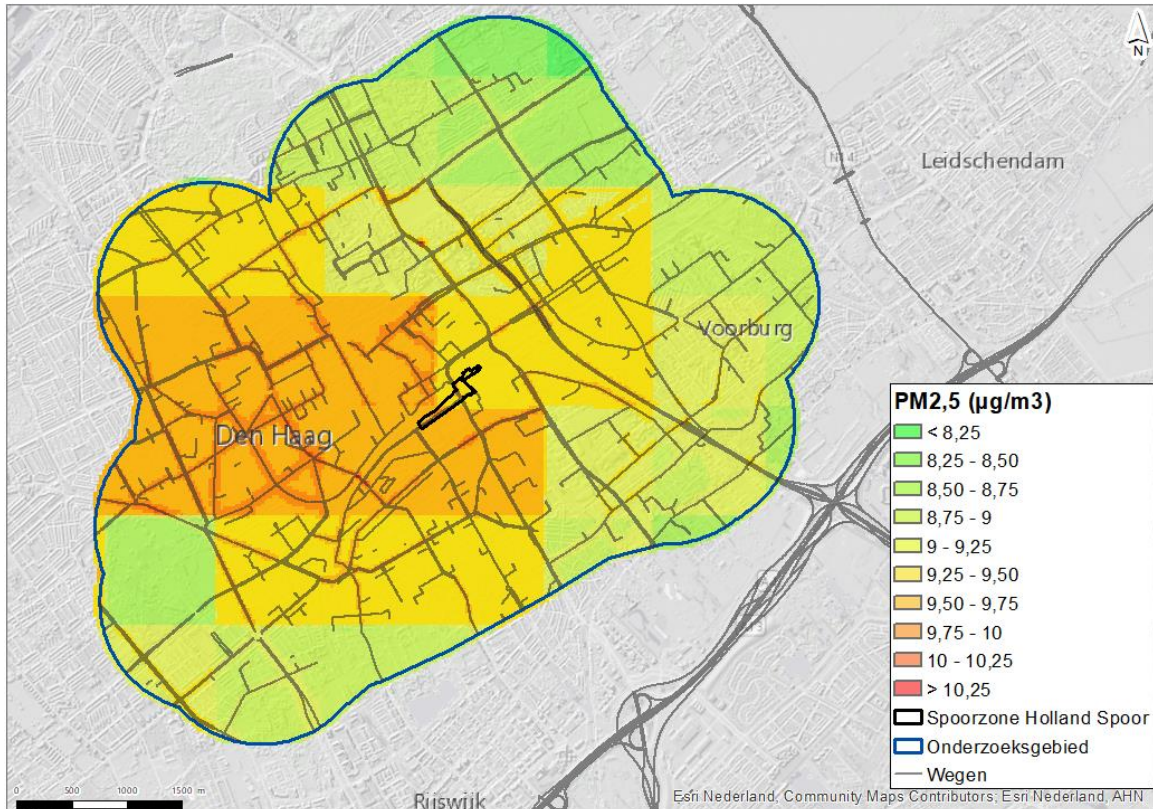 N
N14
Leidschendam
Voorburg
Den Haag
Rijswijk
PM2,5 (µg/m3)
< 8,25
8,25 - 8,50
8,50 - 8,75
8,75 - 9
9 - 9,25
9,25 - 9,50
9,50 - 9,75
9,75 - 10
10 - 10,25
> 10,25
Spoorzone Holland Spoor
Onderzoeksgebied
Wegen
0 500 1000 1500 m
Esri Nederland, Community Maps Contributors, Esri Nederland, AHN